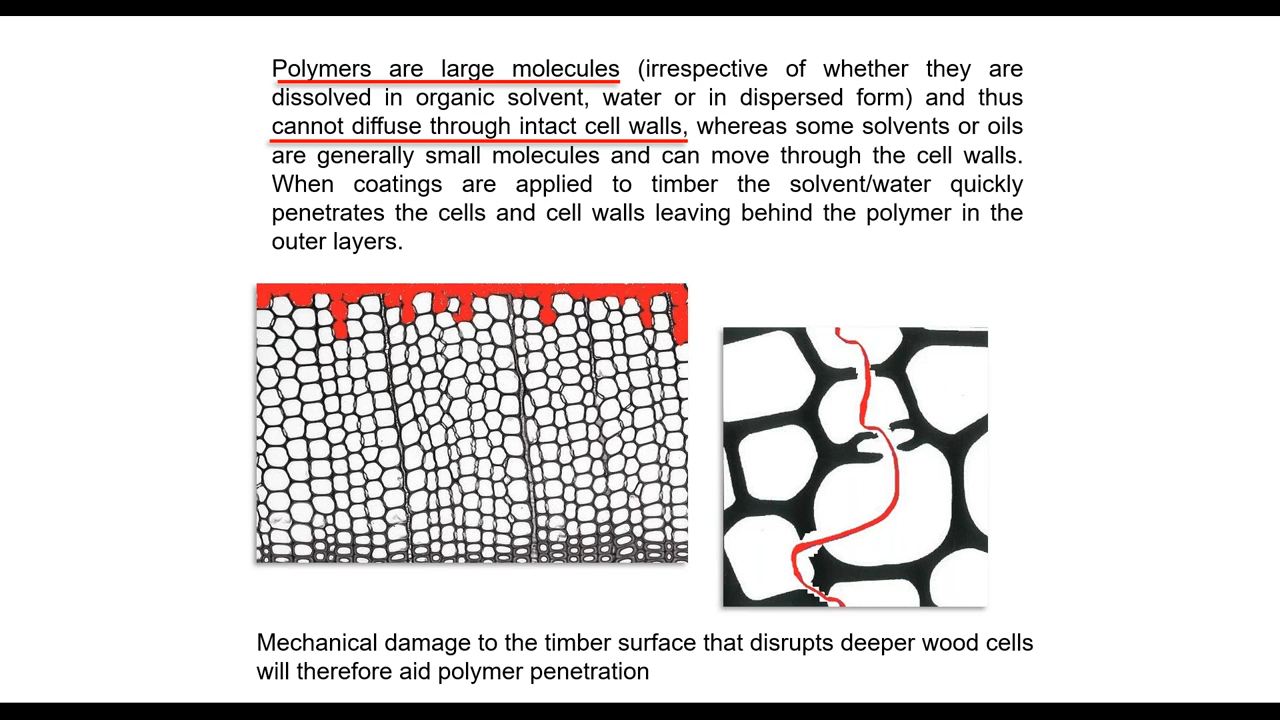 Polymers are large molecules (irrespective of whether they are
dissolved in organic solvent, water or in dispersed form) and thus
cannot diffuse through intact cell walls, whereas some solvents or oils
are generally small molecules and can move through the cell walls.
When coatings are applied to timber the solvent/water quickly
penetrates the cells and cell walls leaving behind the polymer in the
outer layers.
Mechanical damage to the timber surface that disrupts deeper wood cells
will therefore aid polymer penetration